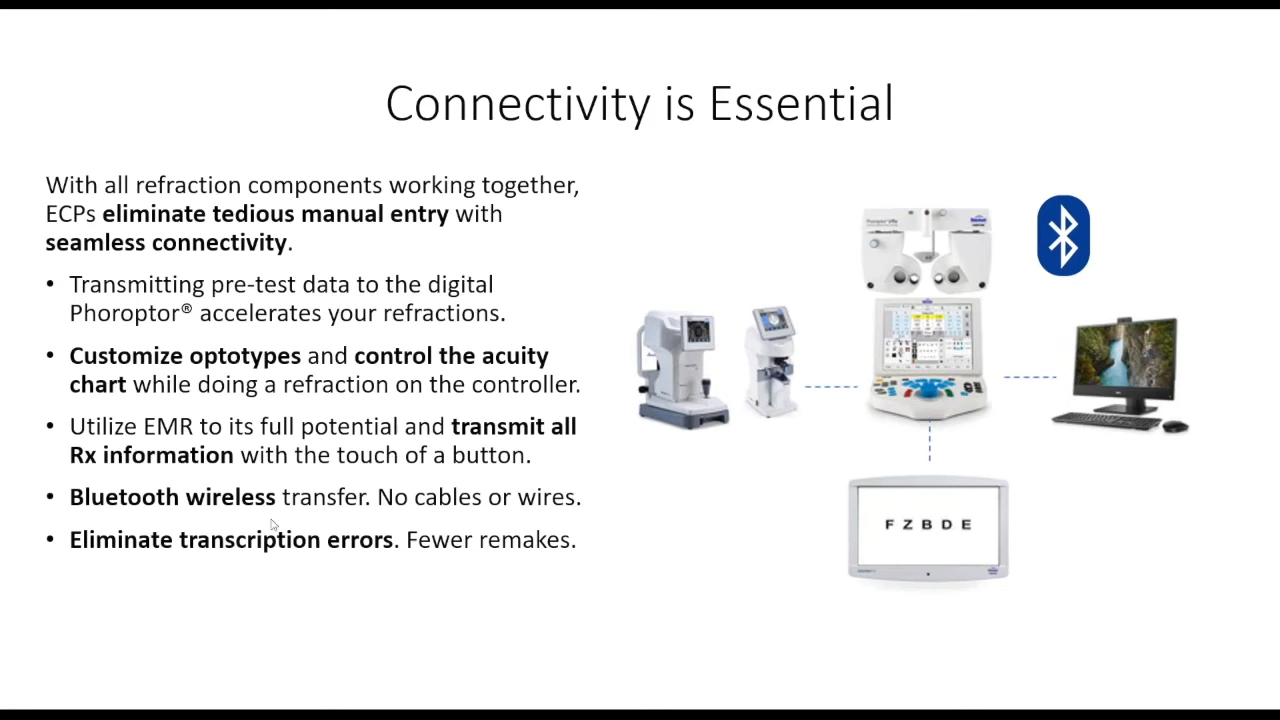 Connectivity is Essential
With all refraction components working together,
ECPs eliminate tedious manual entry with
seamless connectivity.
• Transmitting pre-test data to the digital
Phoroptor® accelerates your refractions.
• Customize optotypes and control the acuity
chart while doing a refraction on the controller.
• Utilize EMR to its full potential and transmit all
Rx information with the touch of a button.
• Bluetooth wireless transfer. No cables or wires.
• Eliminate transcription errors. Fewer remakes.
F Z B D E